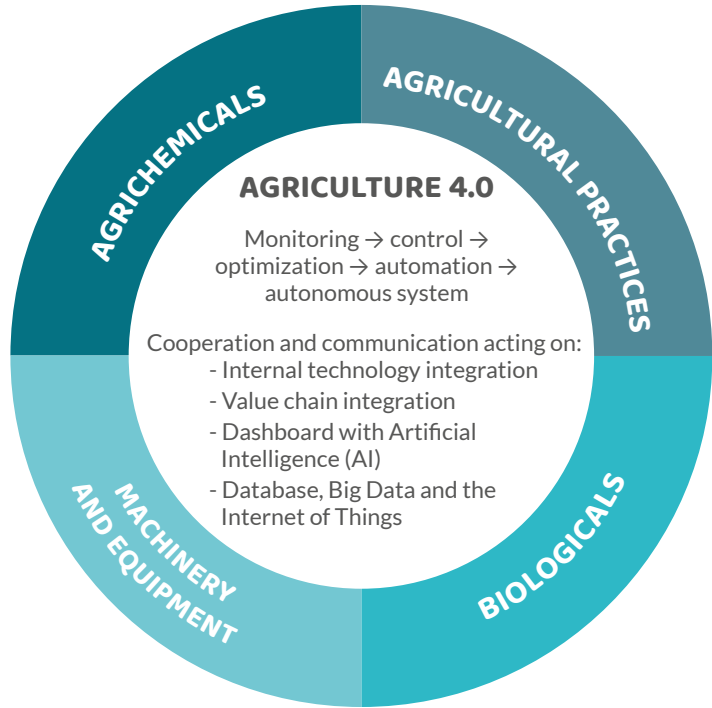 AGRICHEMICALS
AGRICULTURAL PRACTICES
AGRICULTURE 4.0
Monitoring → control →
optimization → automation →
autonomous system
Cooperation and communication acting on:
- Internal technology integration
- Value chain integration
- Dashboard with Artificial
Intelligence (AI)
- Database, Big Data and the
Internet of Things
MACHINERY
AND EQUIPMENT
BIOLOGICALS